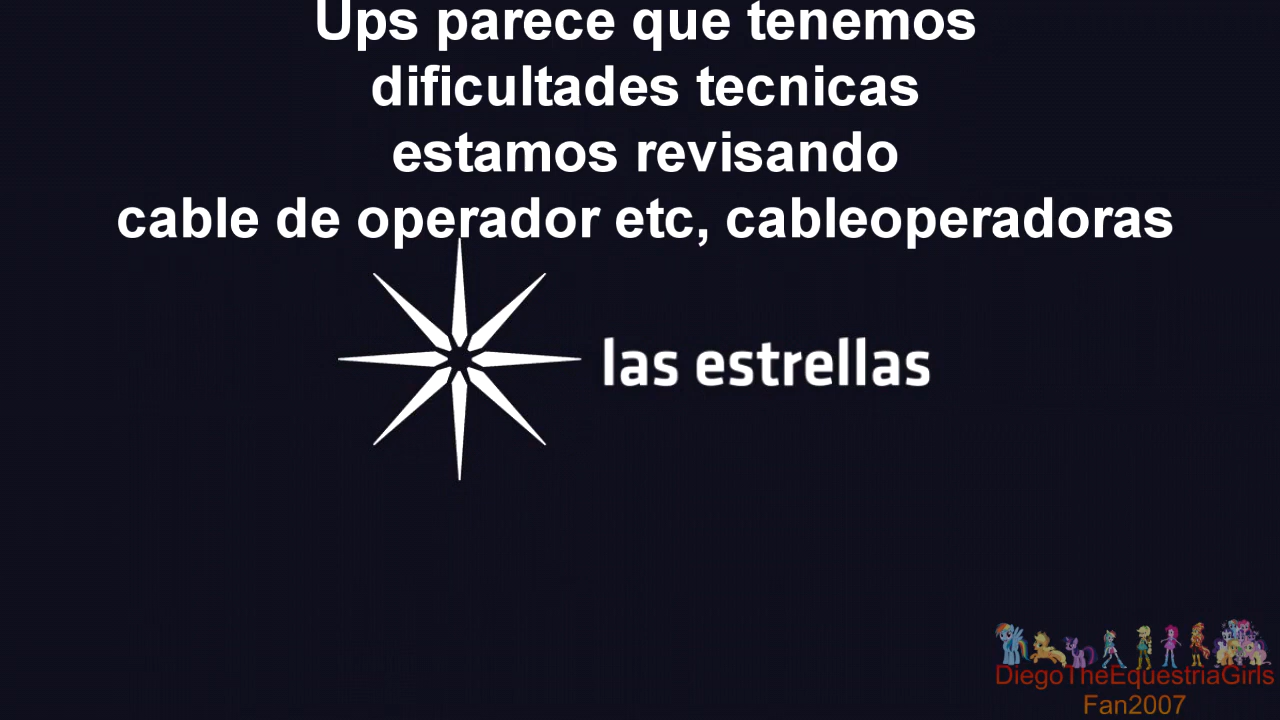 Ups parece que tenemos
dificultades tecnicas
estamos revisando
cable de operador etc, cableoperadoras
las estrellas
DiegoTheEquestriaGirls
Fan2007